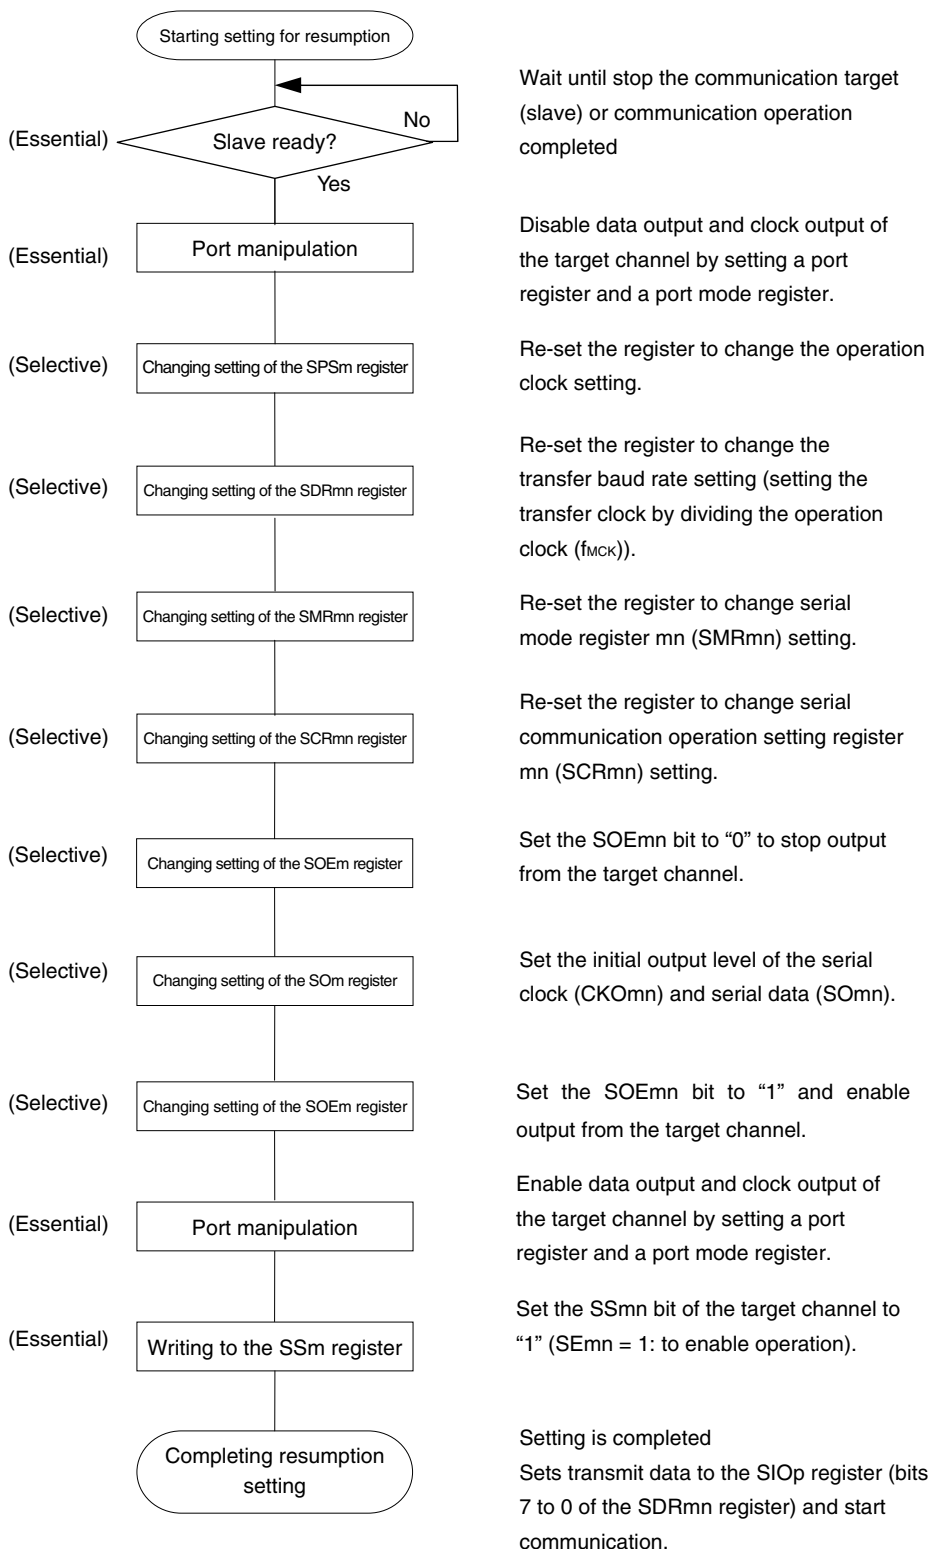 Starting setting for resumption
Wait until stop the communication target
(slave) or communication operation
completed
(Essential)
Slave ready?
No
Yes
(Essential)
Port manipulation
Disable data output and clock output of
the target channel by setting a port
register and a port mode register.
(Selective)
Changing setting of the SPSm register
Re-set the register to change the operation
clock setting.
(Selective)
Changing setting of the SDRmn register
Re-set the register to change the
transfer baud rate setting (setting the
transfer clock by dividing the operation
clock (fMCK)).
(Selective)
Changing setting of the SMRmn register
Re-set the register to change serial
mode register mn (SMRmn) setting.
(Selective)
Changing setting of the SCRmn register
Re-set the register to change serial
communication operation setting register
mn (SCRmn) setting.
(Selective)
Changing setting of the SOEm register
Set the SOEmn bit to “0” to stop output
from the target channel.
(Selective)
Changing setting of the SOm register
Set the initial output level of the serial
clock (CKOmn) and serial data (SOmn).
(Selective)
Changing setting of the SOEm register
Set the SOEmn bit to “1” and enable
output from the target channel.
(Essential)
Port manipulation
Enable data output and clock output of
the target channel by setting a port
register and a port mode register.
(Essential)
Writing to the SSm register
Set the SSmn bit of the target channel to
“1” (SEmn = 1: to enable operation).
Completing resumption
setting
Setting is completed
Sets transmit data to the SIOp register (bits
7 to 0 of the SDRmn register) and start
communication.